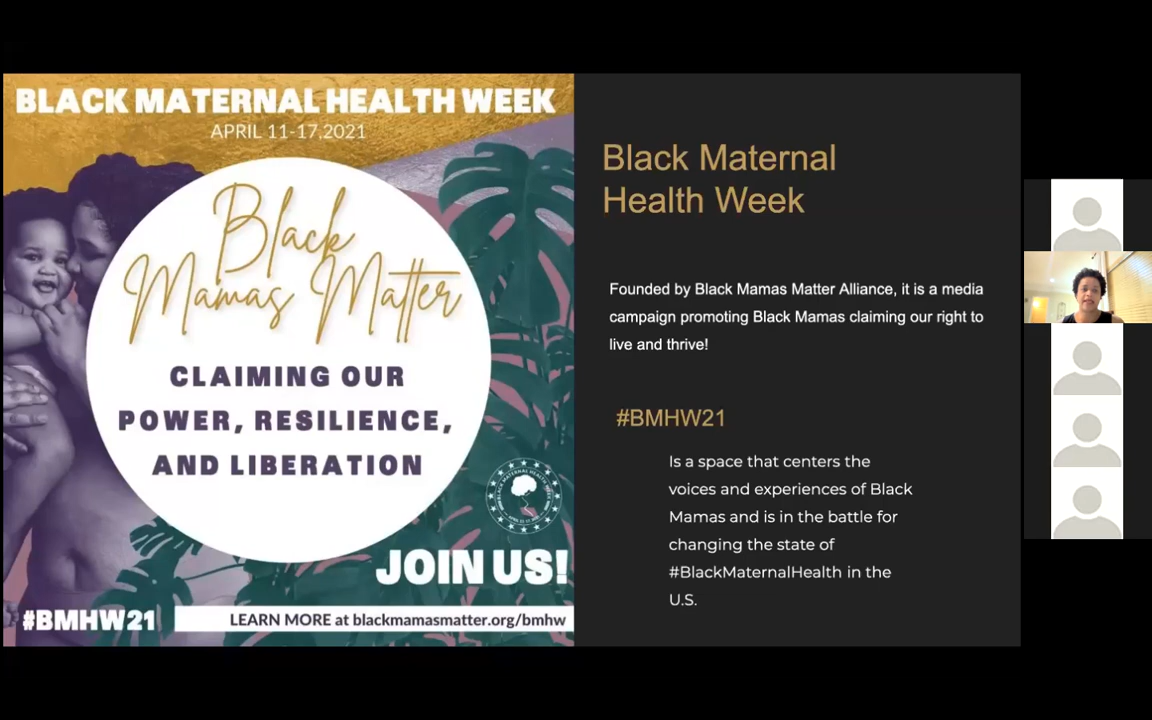 BLACK MATERNAL HEALTH WEEK
APRIL 11-17,2021
Black
Mamas Matter
CLAIMING OUR
POWER, RESILIENCE,
AND LIBERATION
JOIN US!
#BMHW21
LEARN MORE at blackmamasmatter.org/bmhw
Black Maternal
Health Week
Founded by Black Mamas Matter Alliance, it is a media
campaign promoting Black Mamas claiming our right to
live and thrive!
#BMHW21
Is a space that centers the
voices and experiences of Black
Mamas and is in the battle for
changing the state of
#BlackMaternalHealth in the
U.S.